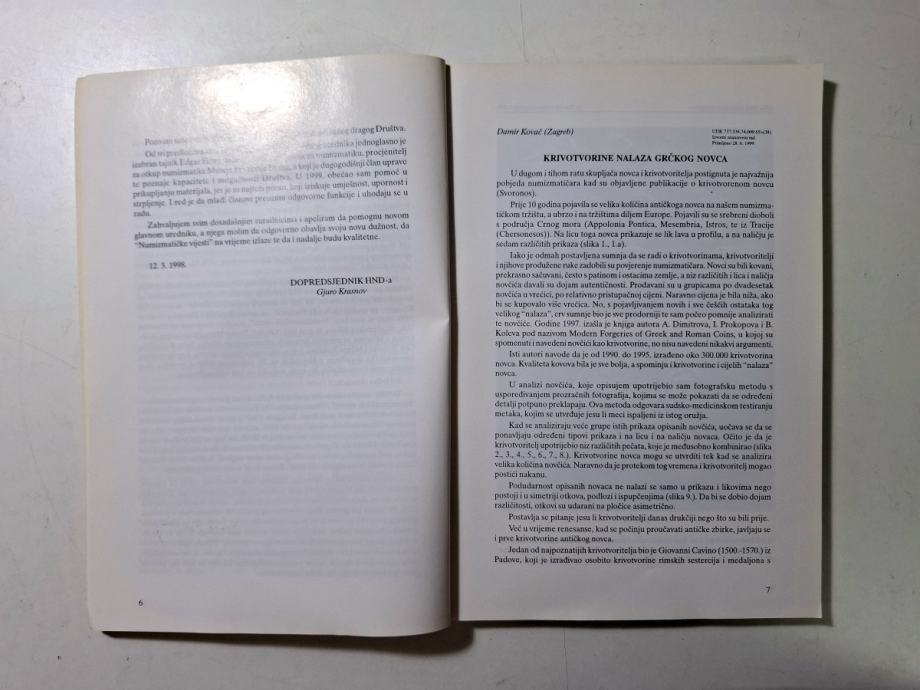 dragog Društva.
urednika jednoglasno je
izabran tajnik Edgar
numizmatiku, procjenitelj
za otkup numizmatike a koji je dugogodišnji član uprave
te poznaje kapacitete i mogućnosti Društva. U 1999. obećao sam pomoć u
prikupljanju materijala, jer je to najteži posao, koji iziskuje umjetnost, upornost i
strpljenje. I red je da mlađi članovi preuzmu odgovorne funkcije i uhodaju se u
radu.
Zahvaljujem svim dosadašnjim suradnicima i apeliram da pomognu novom
glavnom uredniku, a njega molim da odgovorno obavlja svoju novu dužnost, da
"Numizmatičke vijesti" na vrijeme izlaze te da i nadalje budu kvalitetne.
12. 3. 1998.
DOPREDSJEDNIK HND-a
Gjuro Krasnov
6
Damir Kovač (Zagreb)
Izvorni znanstveni rad
KRIVOTVORINE NALAZA GRČKOG NOVCA
U dugom i tihom ratu skupljača novca i krivotvoritelja postignuta je najvažnija
pobjeda numizmatičara kad su objavljene publikacije o krivotvorenom novcu
(Svoronos).
Prije 10 godina pojavila se velika količina antičkoga novca na našem numizma-
tičkom tržištu, a ubrzo i na tržištima diljem Europe. Pojavili su se srebreni dioboli
s područja Crnog mora (Appolonia Pontica, Mesembria, Istros, te iz Tracije
(Chersonesos)). Na licu toga novca prikazuje se lik lava u profilu, a na naličju je
sedam različitih prikaza (slika 1., 1.a).
Iako je odmah postavljena sumnja da se radi o krivotvorinama, krivotvoritelj
i njihove produžene ruke zadobili su povjerenje numizmatičara. Novci su bili kovani,
prekrasno sačuvani, često s patinom i ostacima zemlje, a niz različitih i lica i naličja
novčića davali su dojam autentičnosti. Prodavani su u grupicama po dvadesetak
novčića u vrećici, po relativno pristupačnoj cijeni. Naravno cijena je bila niža, ako
bi se kupovalo više vrećica. No, s pojavljivanjem novih i sve češćih ostataka tog
velikog "nalaza", crv sumnje bio je sve prodorniji te sam počeo pomnije analizirati
te novčiće. Godine 1997. izašla je knjiga autora A. Dimitrova, I. Prokopova i B.
Koleva pod nazivom Modern Forgeries of Greek and Roman Coins, u kojoj su
spomenuti i navedeni novčići kao krivotvorine, no nisu navedeni nikakvi argumenti.
Isti autori navode da je od 1990. do 1995. izrađeno oko 300.000 krivotvorina
novca. Kvaliteta kovova bila je sve bolja, a spominju i krivotvorine i cijelih "nalaza"
novca.
U analizi novčića, koje opisujem upotrijebio sam fotografsku metodu s
uspoređivanjem prozračnih fotografija, kojima se može pokazati da se određeni
detalji potpuno preklapaju. Ova metoda odgovara sudsko-medicinskom testiranju
metaka, kojim se utvrđuje jesu li meci ispaljeni iz istog oružja.
Kad se analiziraju veće grupe istih prikaza opisanih novčića, uočava se da se
ponavljaju određeni tipovi prikaza i na licu i na naličju novaca. Očito je da je
krivotvoritelj upotrijebio niz različitih pečata, koje je međusobno kombinirao (slika
2., 3., 4., 5., 6., 7., 8.). Krivotvorine novca mogu se utvrditi tek kad se analizira
velika količina novčića. Naravno da je protekom tog vremena i krivotvoritelj mogao
postići nakanu.
Podudarnost opisanih novaca ne nalazi se samo u prikazu i likovima nego
postoji i u simetriji otkova, podlozi i ispupčenjima (slika 9.). Da bi se dobio dojam
različitosti, otkovi su udarani na pločice asimetrično.
Postavlja se pitanje jesu li krivotvoritelji danas drukčiji nego što su bili prije.
Već u vrijeme renesanse, kad se počinju proučavati antičke zbirke, javljaju se
i prve krivotvorine antičkog novca.
Jedan od najpoznatijih krivotvoritelja bio je Giovanni Cavino (1500.-1570.) iz
Padove, koji je izrađivao osobito krivotvorine rimskih sestercija i medaljona s
7